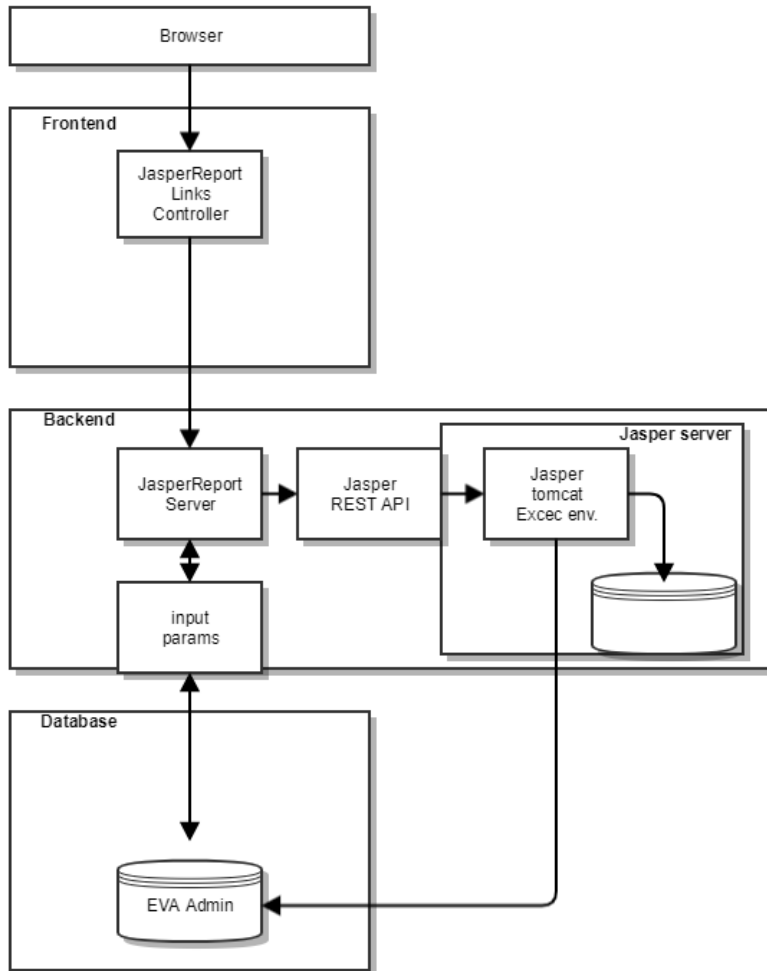 Browser
Frontend
JasperReport
Links
Controller
Backend
Jasper server
JasperReport
Server
Jasper
REST API
Jasper
tomcat
Excec env.
input
params
Database
EVA Admin